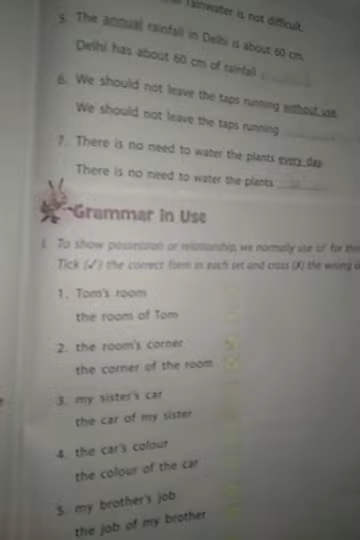 rainwater is not difficult.
5. The annual rainfall in Delhi is about 60 cm.
Delhi has about 60 cm of rainfall
6. We should not leave the taps running without use.
We should not leave the taps running
7. There is no need to water the plants every day.
There is no need to water the plants
Grammar in Use
I. To show possession or relationship, we normally use of for
Tick (✓) the correct form in each set and cross (X) the wrong
1. Tom's room
the room of Tom
2. the room's corner
the corner of the room
3. my sister's car
the car of my sister
4. the car's colour
the colour of the car
5. my brother's job
the job of my brother